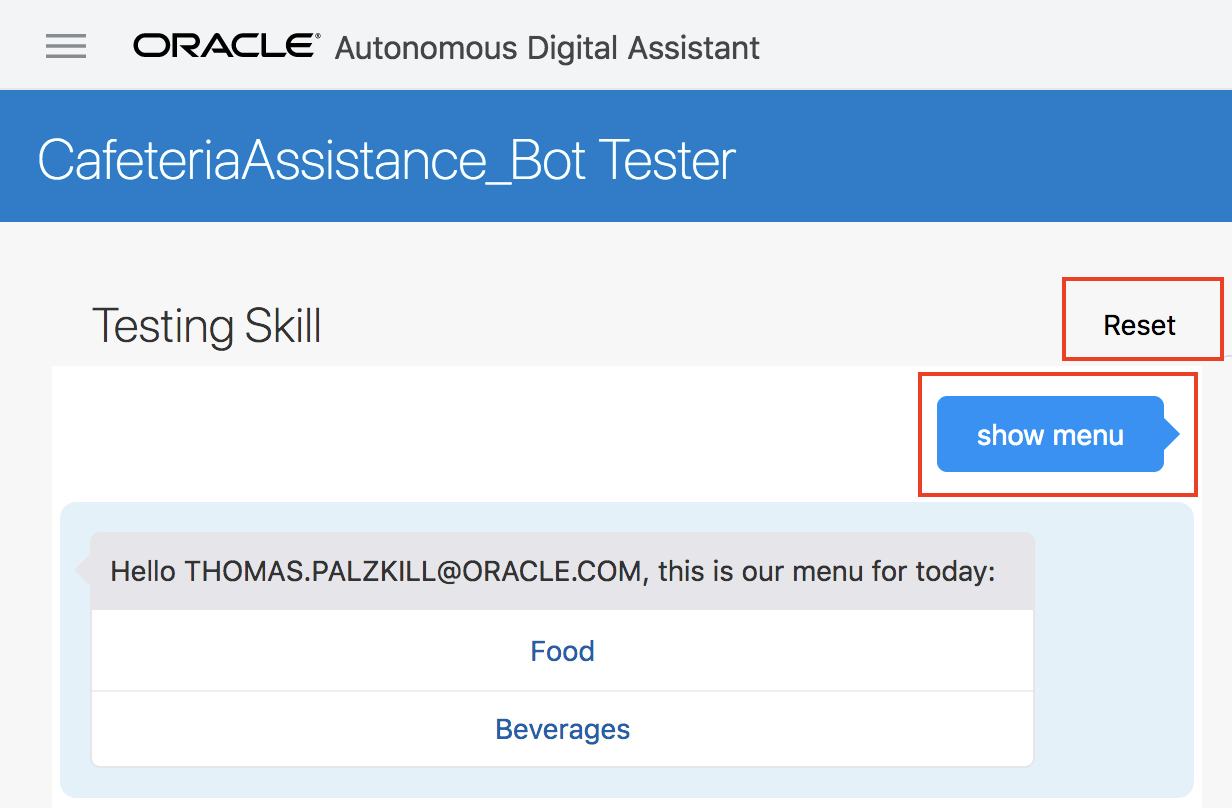 ORACLE® Autonomous Digital Assistant
CafeteriaAssistance_Bot Tester
Testing Skill
Reset
show menu
Hello THOMAS.PALZKILL@ORACLE.COM, this is our menu for today:
Food
Beverages